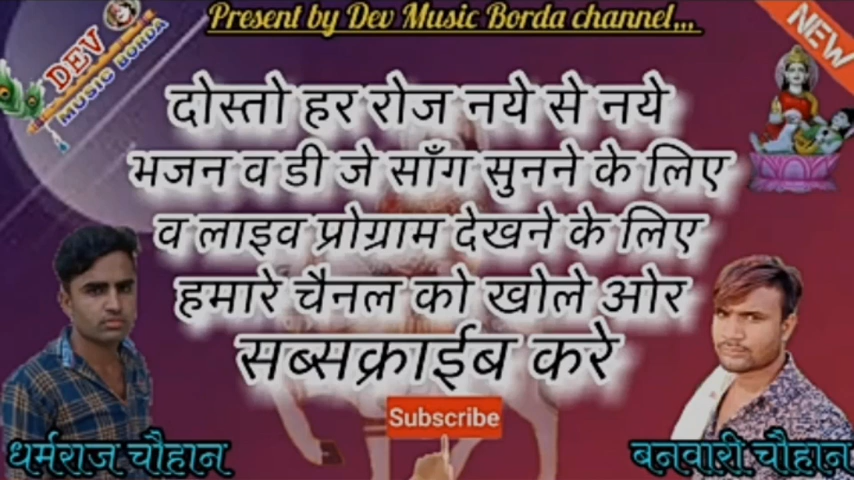 Present by Dev Music Borda channel,,,
DEV
MUSIC BORDA
NEW
दोस्तो हर रोज नये से नये
भजन व डी जे साँग सुनने के लिए
व लाइव प्रोग्राम देखने के लिए
हमारे चैनल को खोले ओर
सब्सक्राईब करे
Subscribe
धर्मराज चौहान
बनवारी चौहान